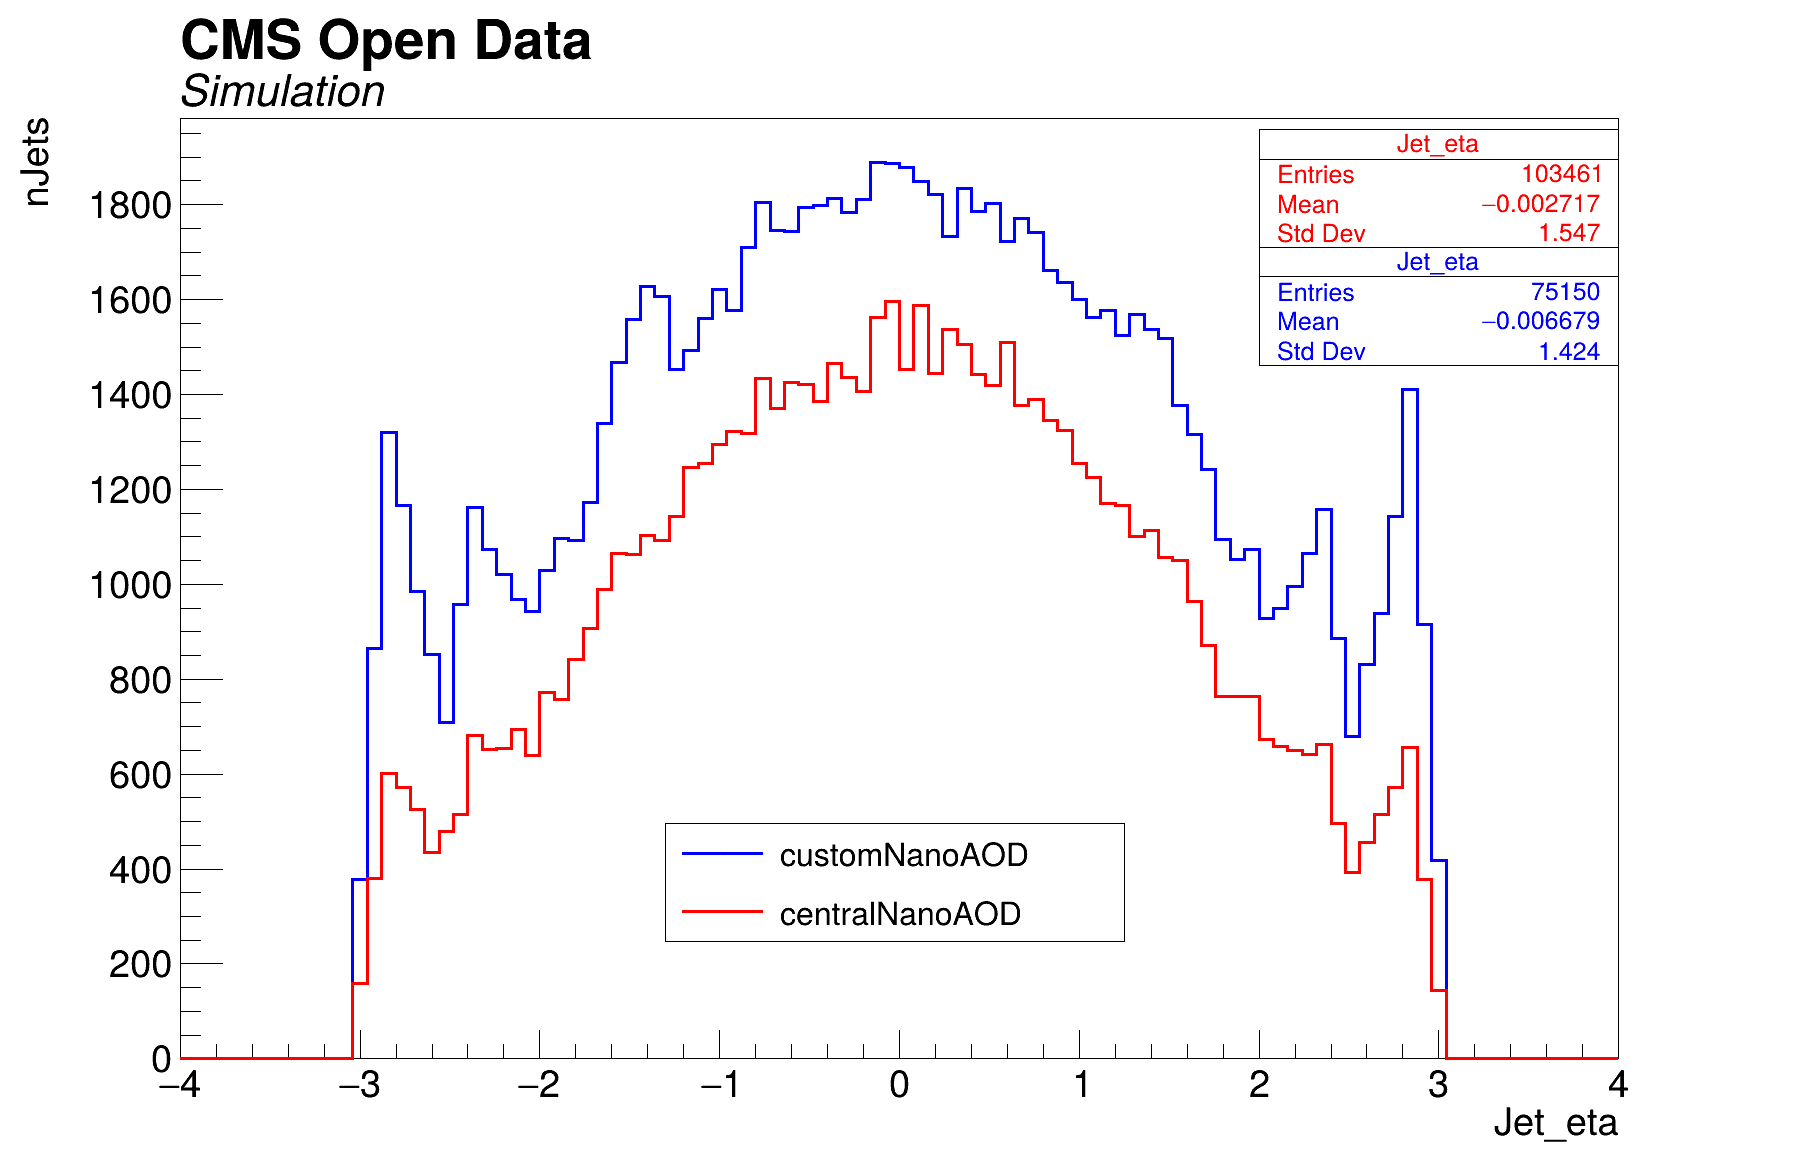 CMS Open Data
Simulation
nJets
Jet_eta
Entries 103461
Mean −0.002717
Std Dev 1.547
Jet_eta
Entries 75150
Mean −0.006679
Std Dev 1.424
1800
1600
1400
1200
1000
800
600
400
200
0
customNanoAOD
centralNanoAOD
−4 −3 −2 −1 0 1 2 3 4
Jet_eta